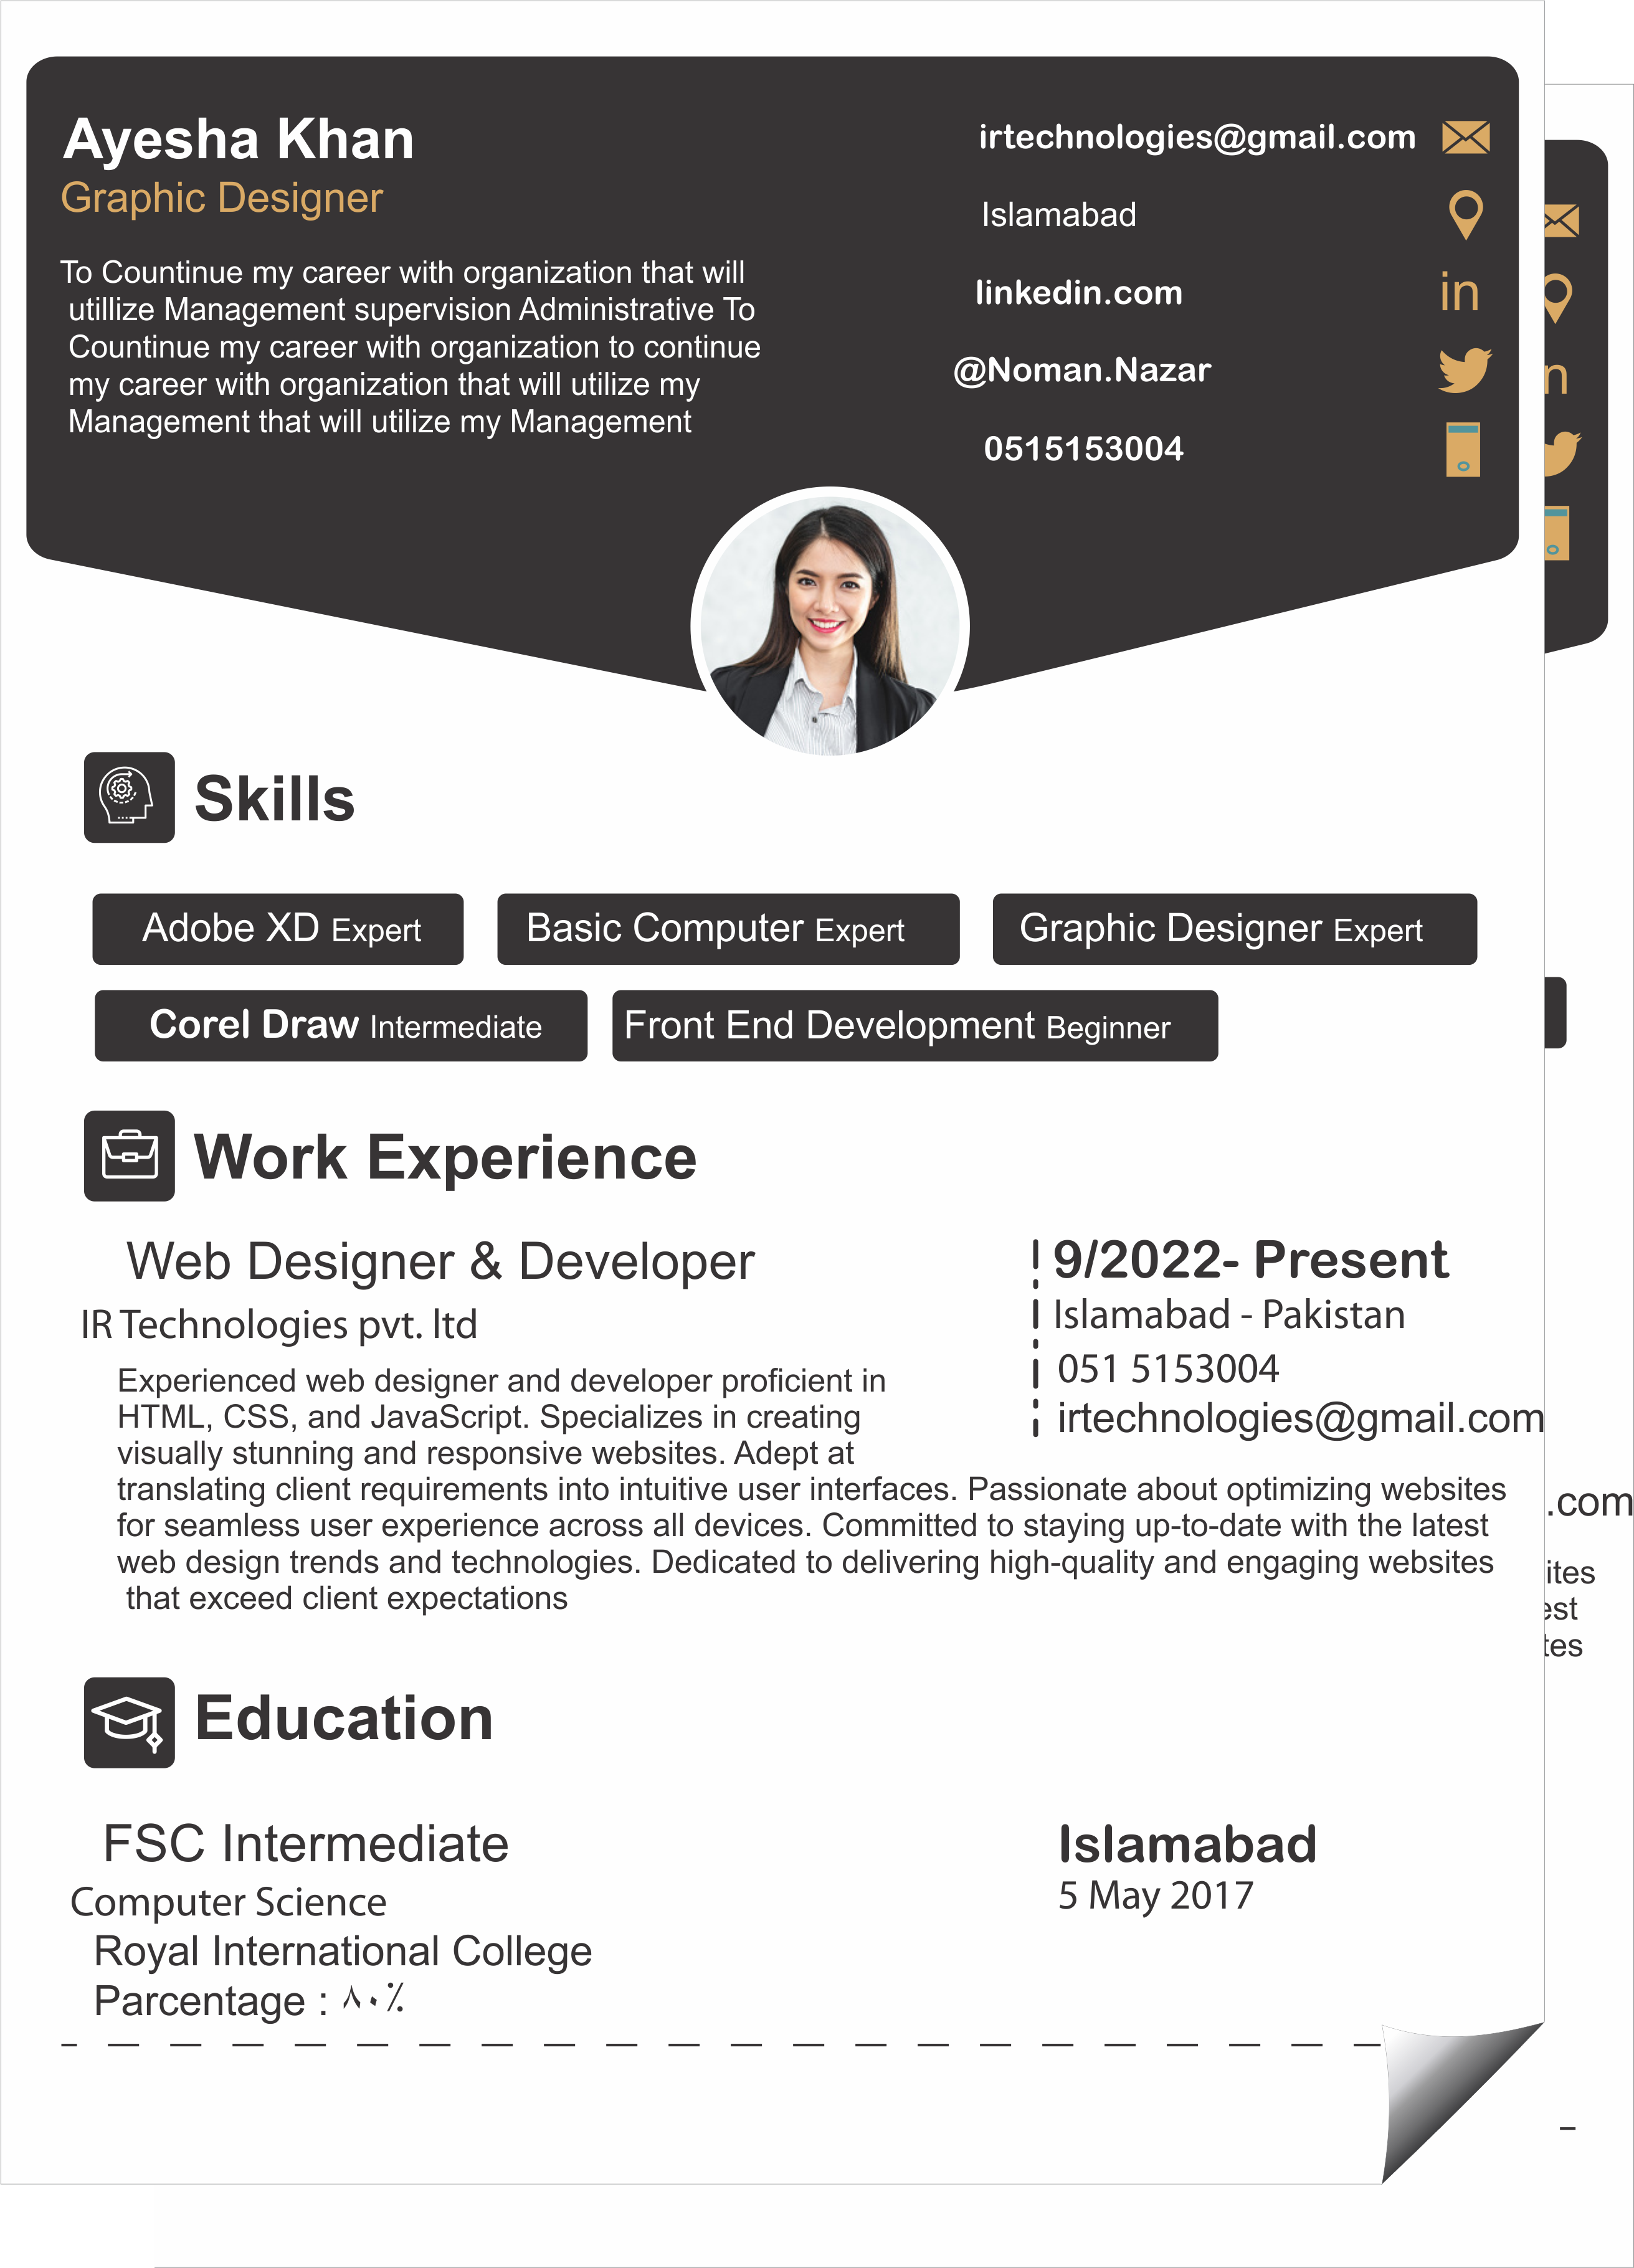 Ayesha Khan
Graphic Designer
To Countinue my career with organization that will
utillize Management supervision Administrative To
Countinue my career with organization to continue
my career with organization that will utilize my
Management that will utilize my Management
irtechnologies@gmail.com
Islamabad
linkedin.com
in
@Noman.Nazar
0515153004
n
Skills
Adobe XD Expert
Basic Computer Expert
Graphic Designer Expert
Corel Draw Intermediate
Front End Development Beginner
Work Experience
Web Designer & Developer
IR Technologies pvt. ltd
9/2022- Present
Islamabad - Pakistan
051 5153004
irtechnologies@gmail.com
Experienced web designer and developer proficient in
HTML, CSS, and JavaScript. Specializes in creating
visually stunning and responsive websites. Adept at
translating client requirements into intuitive user interfaces. Passionate about optimizing websites
for seamless user experience across all devices. Committed to staying up-to-date with the latest
web design trends and technologies. Dedicated to delivering high-quality and engaging websites
that exceed client expectations
.com
ites
est
tes
Education
FSC Intermediate
Computer Science
Royal International College
Parcentage : ٨٠٪
Islamabad
5 May 2017